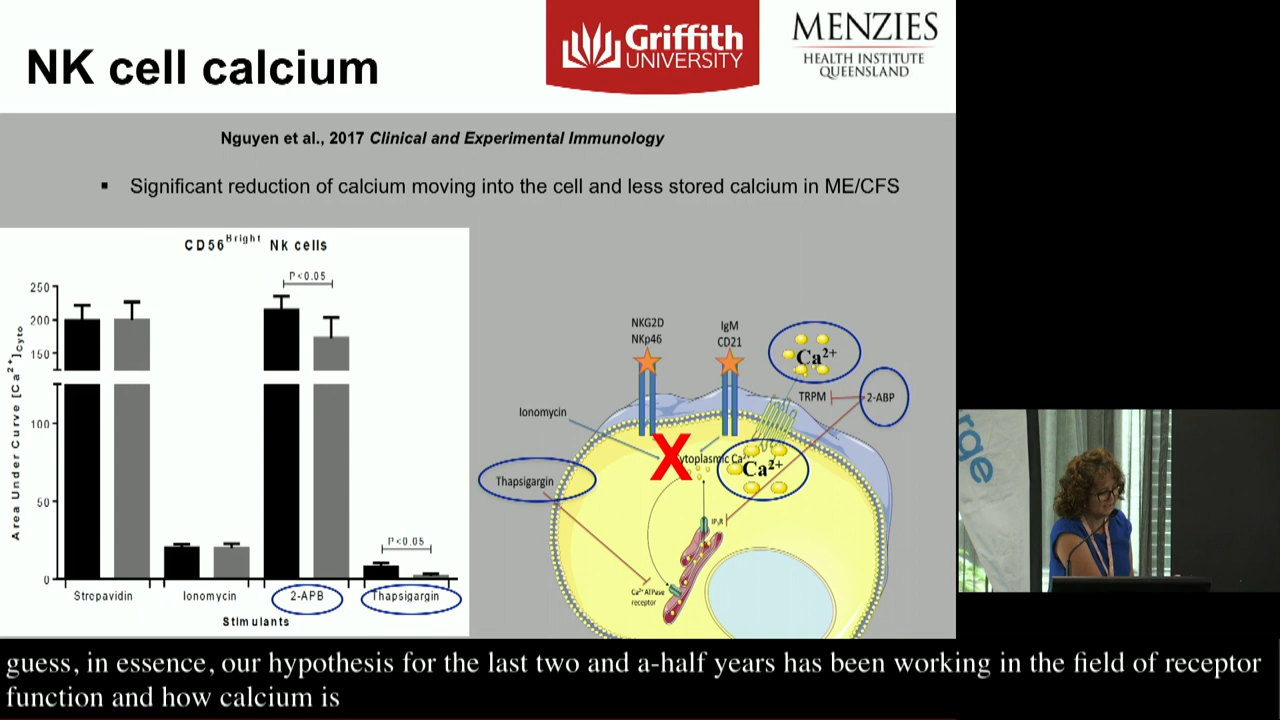 NK cell calcium
Griffith
UNIVERSITY
MENZIES
HEALTH INSTITUTE
QUEENSLAND
Nguyen et al., 2017 Clinical and Experimental Immunology
▪ Significant reduction of calcium moving into the cell and less stored calcium in ME/CFS
CD56Bright Nk cells
P<0.05
250
200
150
100
50
0
Area Under Curve [Ca2+]Cyto
P<0.05
Strepavidin
Ionomycin
2-APB
Thapsigargin
Stimulants
NKG2D
NKp46
IgM
CD21
Ca2+
TRPM
2-ABP
Ionomycin
X
Cytoplasmic Ca2+
Ca2+
Thapsigargin
IP3R
Ca2+ ATPase
receptor
rge
guess, in essence, our hypothesis for the last two and a-half years has been working in the field of receptor
function and how calcium is